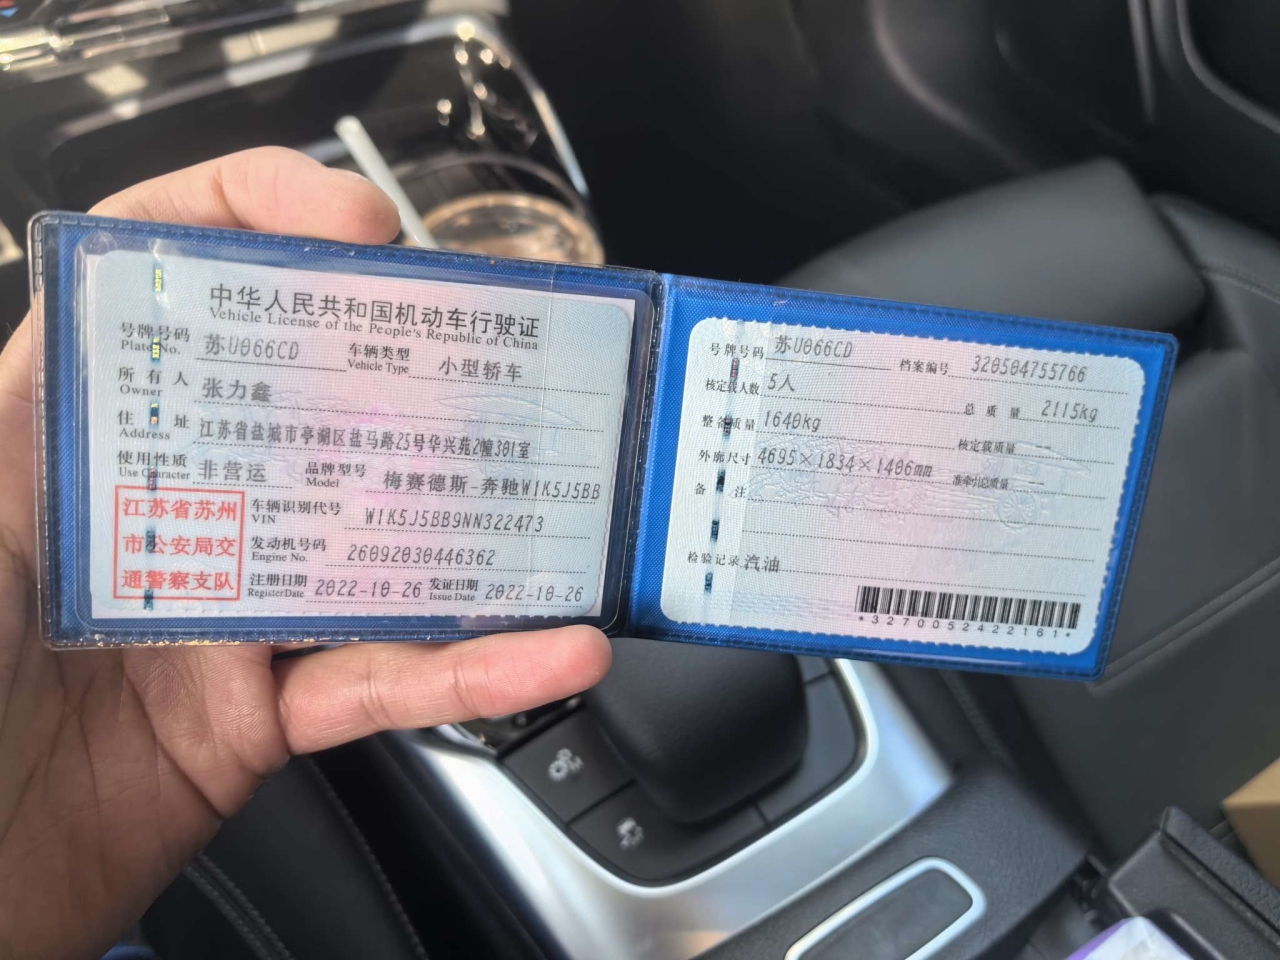 中华人民共和国机动车行驶证
Vehicle License of the People's Republic of China
号牌号码 苏U066CD 车辆类型 小型轿车
Plate No. Vehicle Type
所有人 张力鑫
Owner
住址 江苏省盐城市亭湖区盐马路25号华兴苑2幢301室
Address
使用性质 非营运 品牌型号 梅赛德斯-奔驰W1K5J5BB
Use Character Model
江苏省苏州
市公安局交
通警察支队
车辆识别代号 W1K5J5BB9NN322473
VIN
发动机号码 26092030446362
Engine No.
注册日期 2022-10-26 发证日期 2022-10-26
Register Date Issue Date
号牌号码 苏U066CD 档案编号 320504755766
核定载人数 5人 总质量 2115kg
整备质量 1640kg 核定载质量 --
外廓尺寸 4695×1834×1406mm 准牵引总质量 --
备注
检验记录 汽油
*3270052422161*